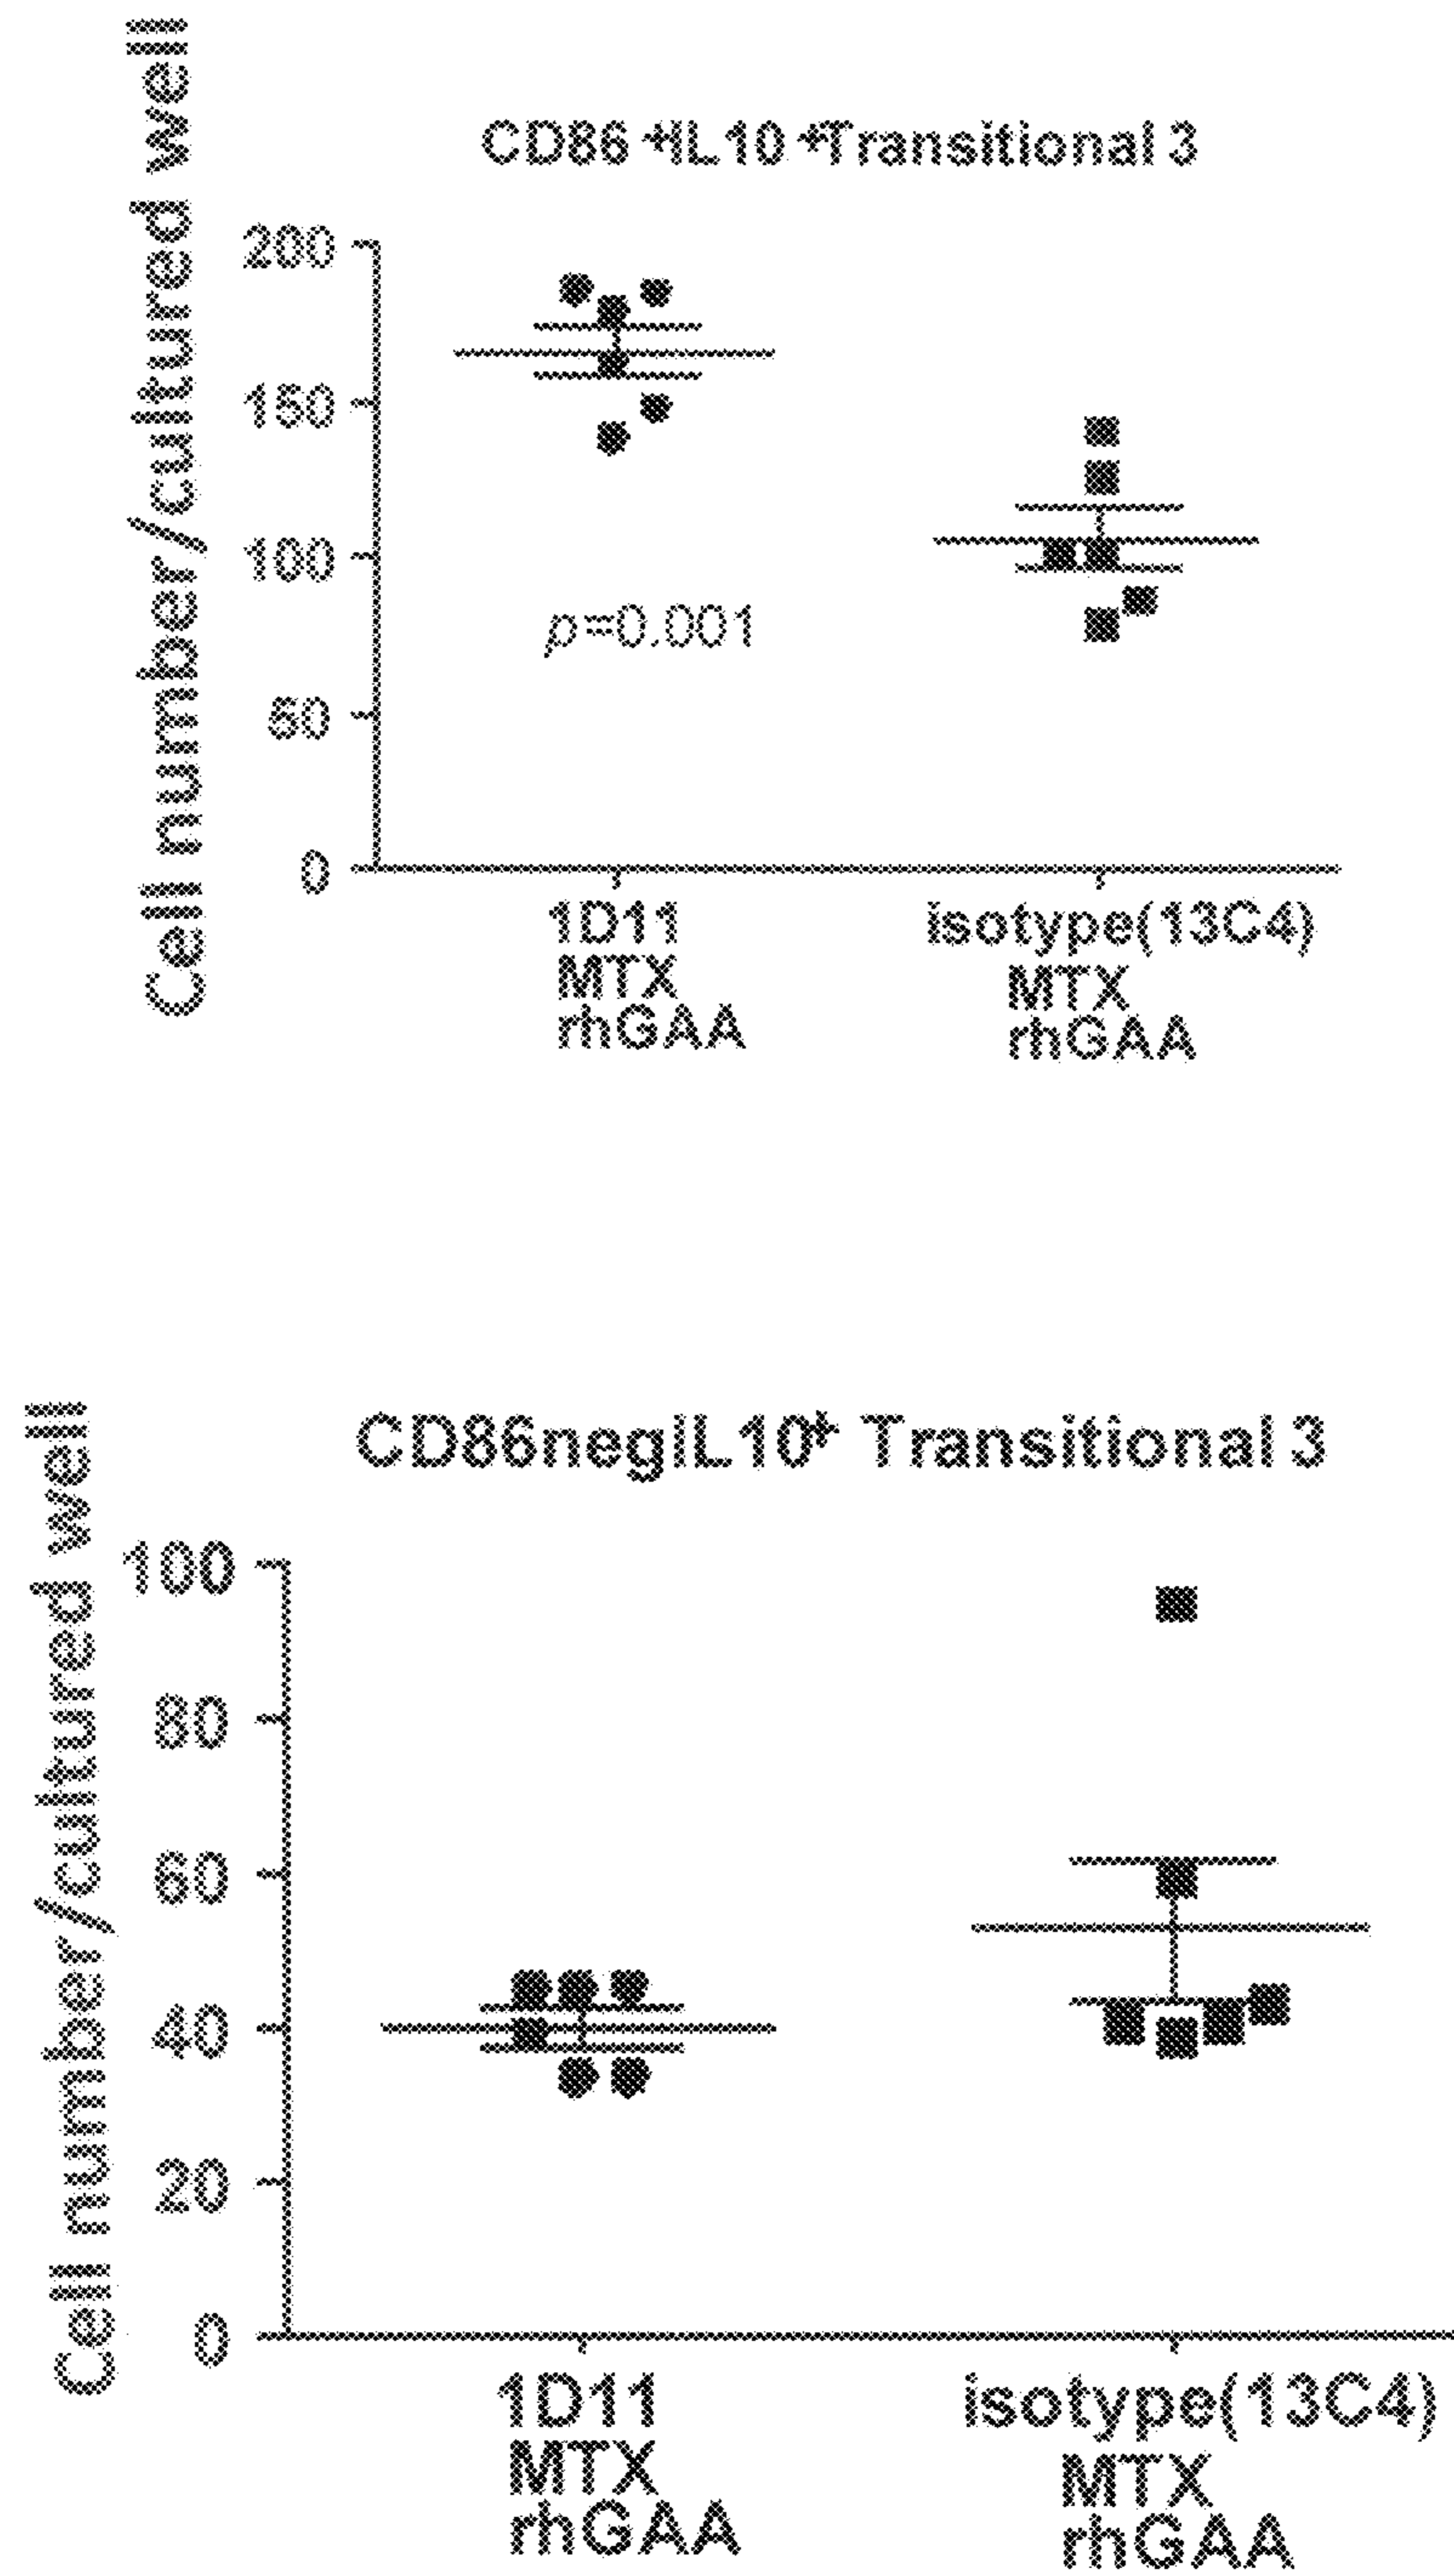 CD86+IL10+Transitional 3
Cell number/cultured well
200
150
100
50
0
p=0.001
1D11
MTX
rhGAA
isotype(13C4)
MTX
rhGAA
CD86negIL10+ Transitional 3
Cell number/cultured well
100
80
60
40
20
0
1D11
MTX
rhGAA
isotype(13C4)
MTX
rhGAA